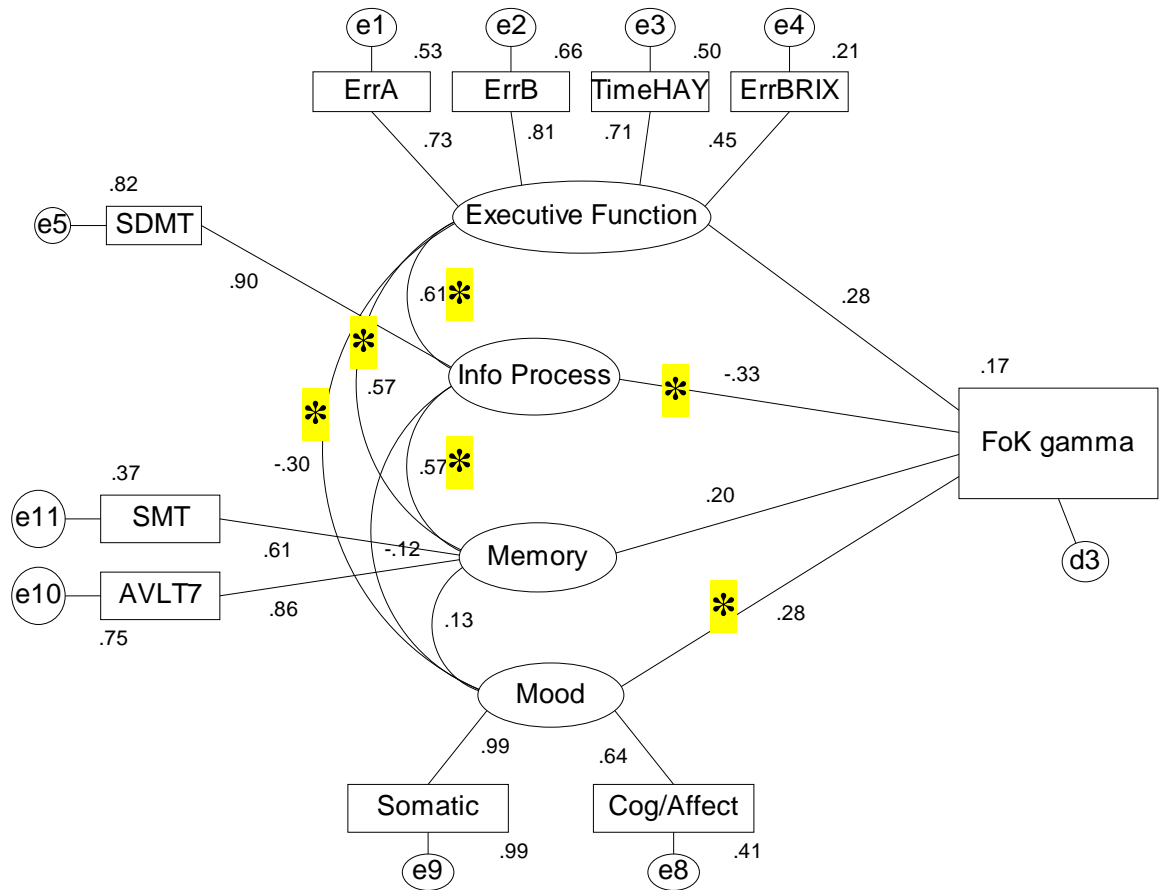 e1 e2 e3 e4
.53 .66 .50 .21
ErrA ErrB TimeHAY ErrBRIX
.73 .81 .71 .45
.82
e5 SDMT
Executive Function
.90
.61 *
.28
*
Info Process
.17
-.33
*
*
.57
FoK gamma
-.30
.57 *
.37
.20
e11 SMT
.61
-.12
Memory
d3
e10 AVLT7
.86
.75
.13
*
.28
Mood
.99 .64
Somatic Cog/Affect
e9 .99 e8 .41